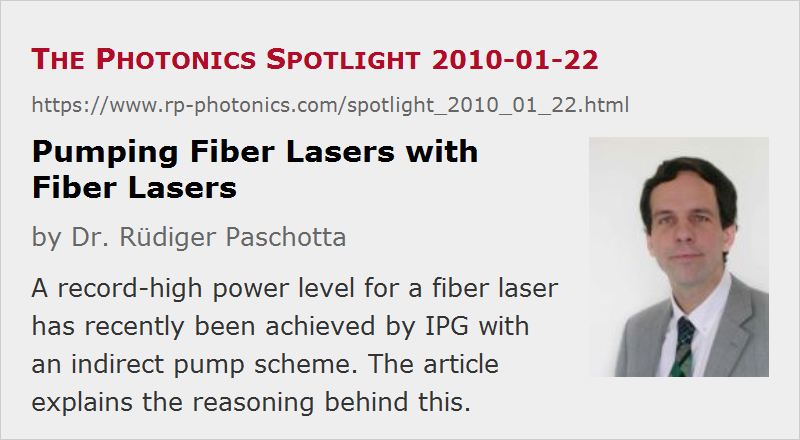 The Photonics Spotlight 2010-01-22
https://www.rp-photonics.com/spotlight_2010_01_22.html
Pumping Fiber Lasers with
Fiber Lasers
by Dr. Rüdiger Paschotta
A record-high power level for a fiber laser
has recently been achieved by IPG with
an indirect pump scheme. The article
explains the reasoning behind this.